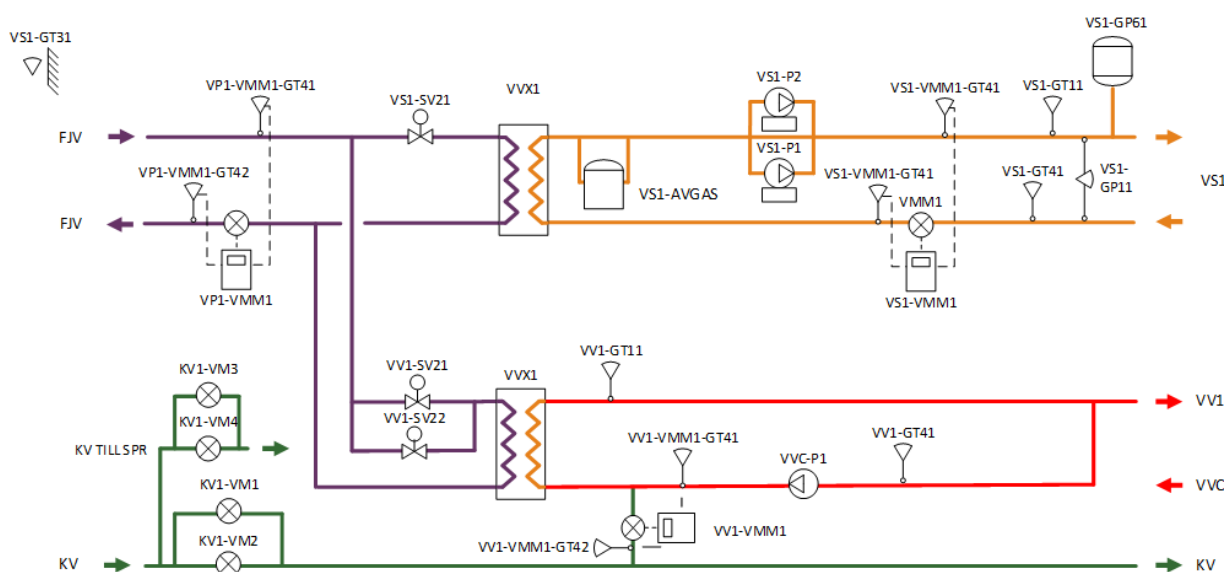 VS1-GT31
VS1-GP61
VP1-VMM1-GT41
VS1-SV21
VVX1
VS1-P2
VS1-VMM1-GT41
VS1-GT11
FJV
VS1-P1
VP1-VMM1-GT42
VS1-AVGAS
VS1-VMM1-GT41
VMM1
VS1-GT41
VS1-
GP11
VS1
FJV
VP1-VMM1
VS1-VMM1
VV1-GT11
KV1-VM3
VV1-SV21
VVX1
VV1
KV1-VM4
VV1-SV22
VV1-VMM1-GT41
VV1-GT41
KV TILL SPR
VVC-P1
KV1-VM1
VVC
VV1-VMM1
KV1-VM2
VV1-VMM1-GT42
KV
KV